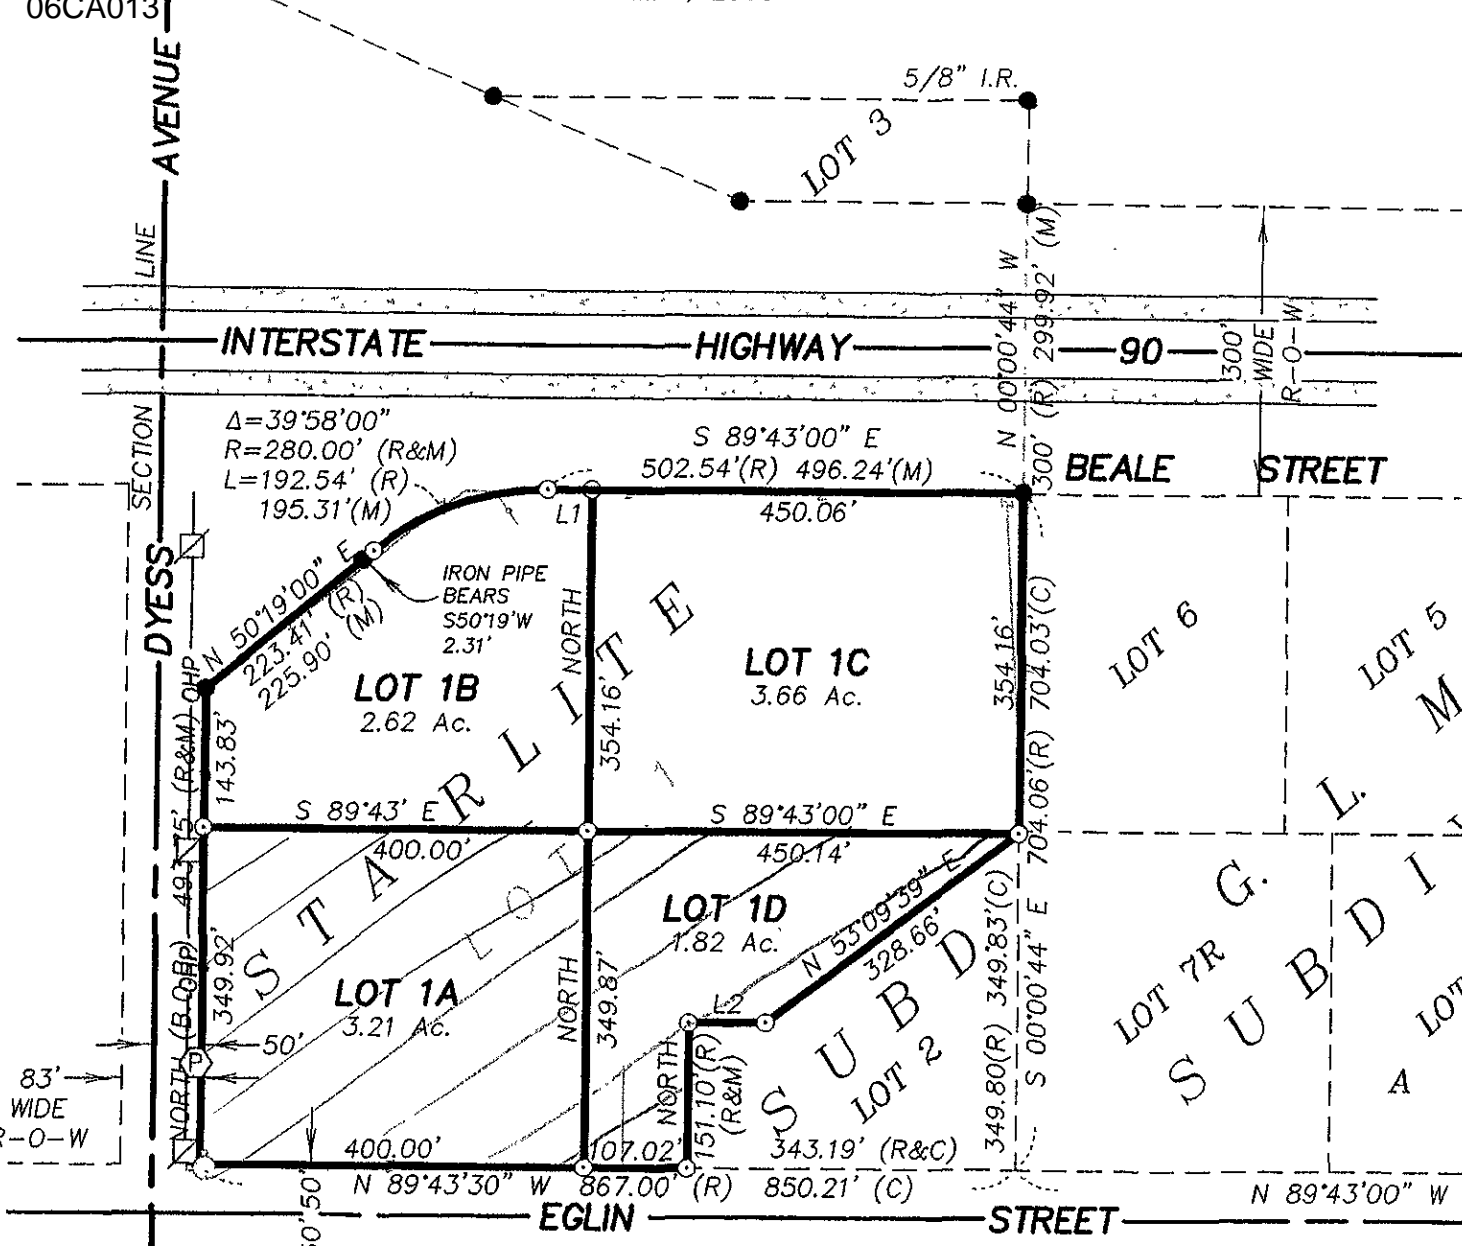 06CA013
5/8" I.R.
LOT 3
AVENUE
SECTION LINE
DYESS
INTERSTATE HIGHWAY 90
300" WIDE R-O-W
N 00°00'44" W
300' (R) 299.92' (M)
Δ=39°58'00"
R=280.00' (R&M)
L=192.54' (R)
195.31'(M)
S 89°43'00" E
502.54'(R) 496.24'(M)
450.06'
BEALE STREET
L1
N 50°19'00" E
223.41' (R)
225.90' (M)
IRON PIPE
BEARS
S50°19'W
2.31'
NORTH
354.16'
LOT 1B
2.62 Ac.
LOT 1C
3.66 Ac.
354.16'
704.06'(R) 704.03'(C)
LOT 6
LOT 5
OHP
143.83'
S 89°43' E
400.00'
S 89°43'00" E
450.14'
STARLITE
LOT 1
SUBD
L.
M
G.
SUBDI
LOT 1D
1.82 Ac.
N 53°09'39" E
328.66'
LOT 1A
3.21 Ac.
349.92'
NORTH (B.O.B.) 493.75' (R&M)
OHP
NORTH
349.87'
L2
NORTH
151.10'(R)
(R&M)
LOT 2
349.80(R) 349.83'(C)
S 00°00'44" E
LOT 7R
LOT
A
50'
P
83'
WIDE
R-O-W
400.00'
107.02'
343.19' (R&C)
N 89°43'30" W 867.00' (R) 850.21' (C)
N 89°43'00" W
50'
EGLIN STREET